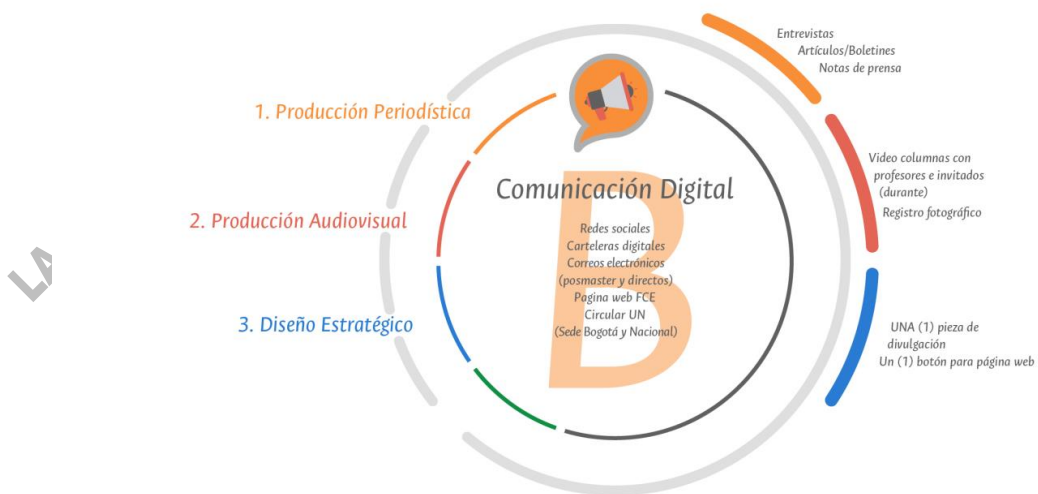 Entrevistas
Artículos/Boletines
Notas de prensa
1. Producción Periodística
Video columnas con
profesores e invitados
(durante)
Registro fotográfico
Comunicación Digital
2. Producción Audiovisual
Redes sociales
Carteleras digitales
Correos electrónicos
(posmaster y directos)
Pagina web FCE
Circular UN
(Sede Bogotá y Nacional)
B
3. Diseño Estratégico
UNA (1) pieza de
divulgación
Un (1) botón para página web
LA